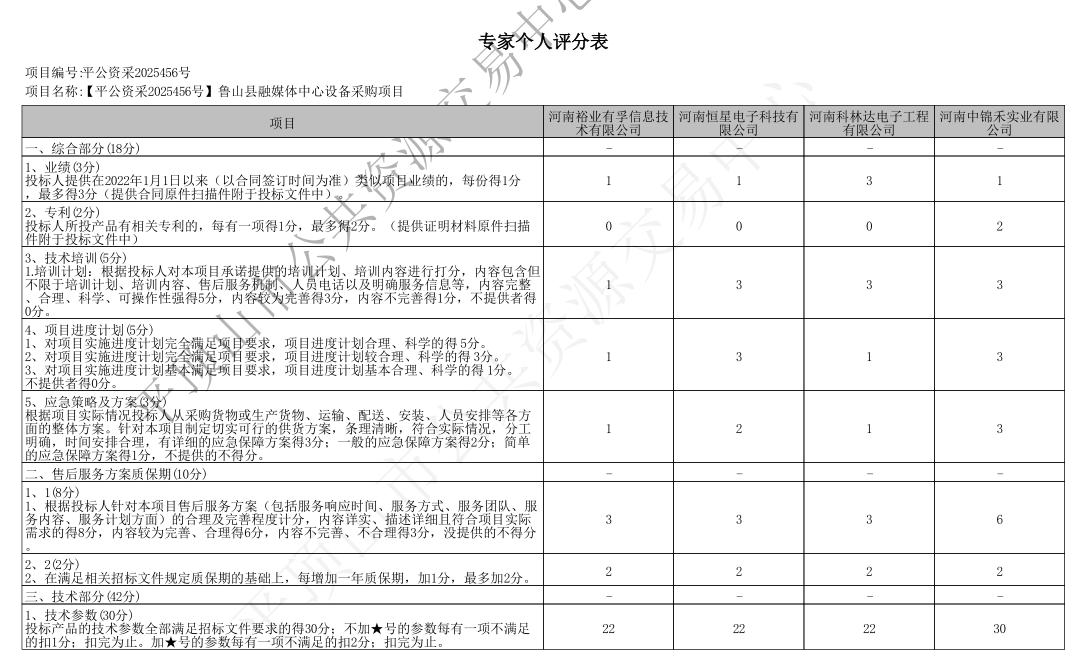 专家个人评分表
项目编号:平公资采2025456号
项目名称:【平公资采2025456号】鲁山县融媒体中心设备采购项目
项目 河南裕业有孚信息技术有限公司 河南恒星电子科技有限公司 河南科林达电子工程有限公司 河南中锦禾实业有限公司
一、综合部分(18分) - - - -
1、业绩(3分)
投标人提供在2022年1月1日以来（以合同签订时间为准）类似项目业绩的，每份得1分
，最多得3分（提供合同原件扫描件附于投标文件中）。 1 1 3 1
2、专利(2分)
投标人所投产品有相关专利的，每有一项得1分，最多得2分。（提供证明材料原件扫描
件附于投标文件中） 0 0 0 2
3、技术培训(5分)
1.培训计划：根据投标人对本项目承诺提供的培训计划、培训内容进行打分，内容包含但
不限于培训计划、培训内容、售后服务机制、人员电话以及明确服务信息等，内容完整
、合理、科学、可操作性强得5分，内容较为完善得3分，内容不完善得1分，不提供者得
0分。 1 3 3 3
4、项目进度计划(5分)
1、对项目实施进度计划完全满足项目要求，项目进度计划合理、科学的得 5分。
2、对项目实施进度计划完全满足项目要求，项目进度计划较合理、科学的得 3分。
3、对项目实施进度计划基本满足项目要求，项目进度计划基本合理、科学的得 1分。
不提供者得0分。 1 3 1 3
5、应急策略及方案(3分)
根据项目实际情况投标人从采购货物或生产货物、运输、配送、安装、人员安排等各方
面的整体方案。针对本项目制定切实可行的供货方案，条理清晰，符合实际情况，分工
明确，时间安排合理，有详细的应急保障方案得3分；一般的应急保障方案得2分；简单
的应急保障方案得1分，不提供的不得分。 1 2 1 3
二、售后服务方案质保期(10分) - - - -
1、1(8分)
1、根据投标人针对本项目售后服务方案（包括服务响应时间、服务方式、服务团队、服
务内容、服务计划方面）的合理及完善程度计分，内容详实、描述详细且符合项目实际
需求的得8分，内容较为完善、合理得6分，内容不完善、不合理得3分，没提供的不得分
。 3 3 3 6
2、2(2分)
2、在满足相关招标文件规定质保期的基础上，每增加一年质保期，加1分，最多加2分。 2 2 2 2
三、技术部分(42分) - - - -
1、技术参数(30分)
投标产品的技术参数全部满足招标文件要求的得30分；不加★号的参数每有一项不满足
的扣1分；扣完为止。加★号的参数每有一项不满足的扣2分；扣完为止。 22 22 22 30
平顶山市公共资源交易中心
平顶山市公共资源交易中心